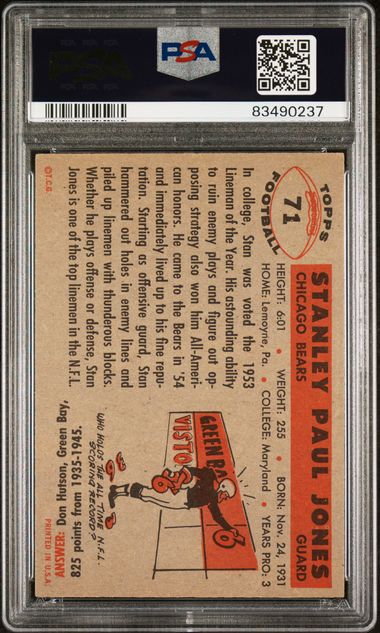 PSA
PSA
83490237
TOPPS
71
FOOTBALL
STANLEY PAUL JONES
CHICAGO BEARS
GUARD
HEIGHT: 6:01 • WEIGHT: 255 • BORN: Nov. 24, 1931
HOME: Lemoyne, Pa. • COLLEGE: Maryland • YEARS PRO: 3
In college, Stan was voted the 1953
Lineman of the Year. His astounding ability
to ruin enemy plays and figure out op-
posing strategy also won him All-Ameri-
can honors. He came to the Bears in '54
and immediately lived up to his fine repu-
tation. Starting as offensive guard, Stan
hammered out holes in enemy lines and
piled up linemen with thunderous blocks.
Whether he plays offense or defense, Stan
Jones is one of the top linemen in the N.F.L.
©T.C.G.
GREEN BA
VISTO
WHO HOLDS THE ALL TIME N.F.L.
SCORING RECORD?
ANSWER: Don Hutson, Green Bay,
825 points from 1935-1945.
PRINTED IN U.S.A.